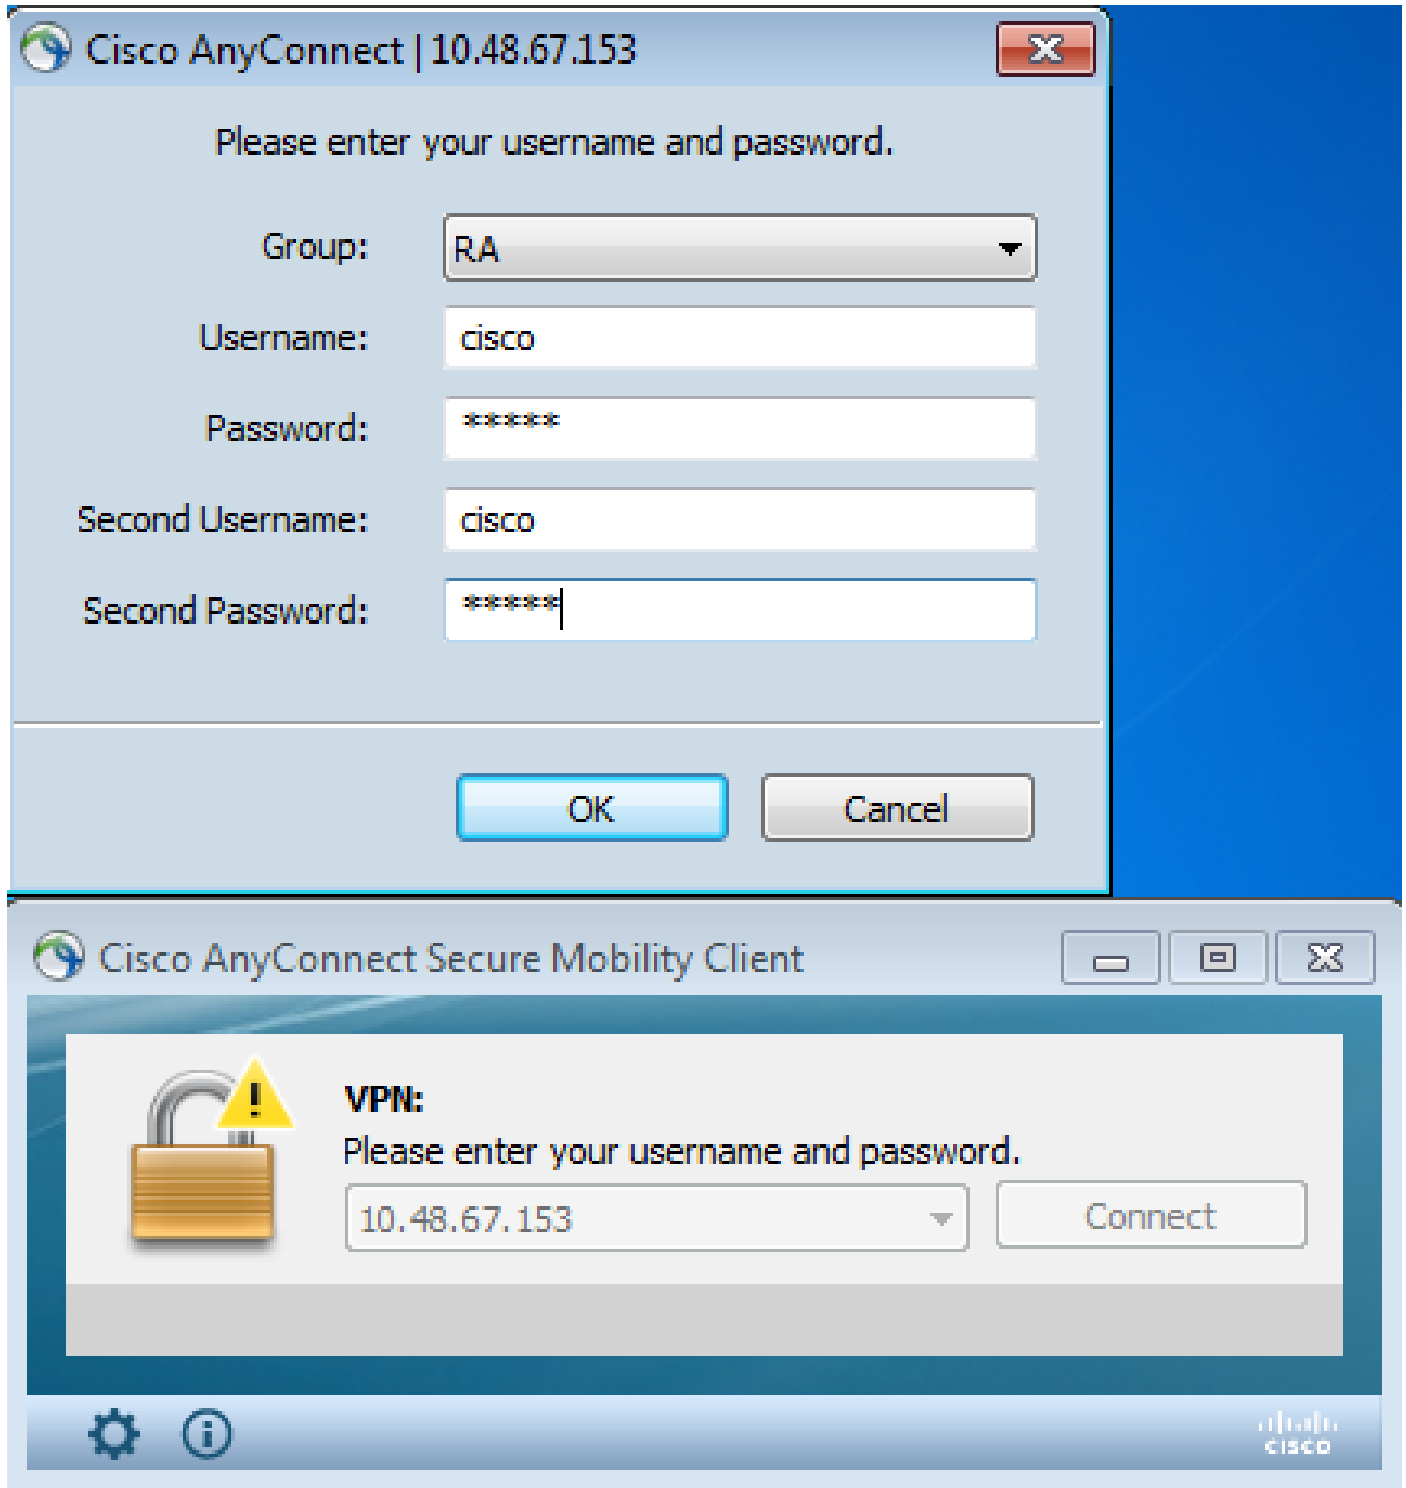 Cisco AnyConnect | 10.48.67.153
Please enter your username and password.
Group: RA
Username: cisco
Password: *****
Second Username: cisco
Second Password: *****
OK Cancel
Cisco AnyConnect Secure Mobility Client
VPN:
Please enter your username and password.
10.48.67.153 Connect
CISCO